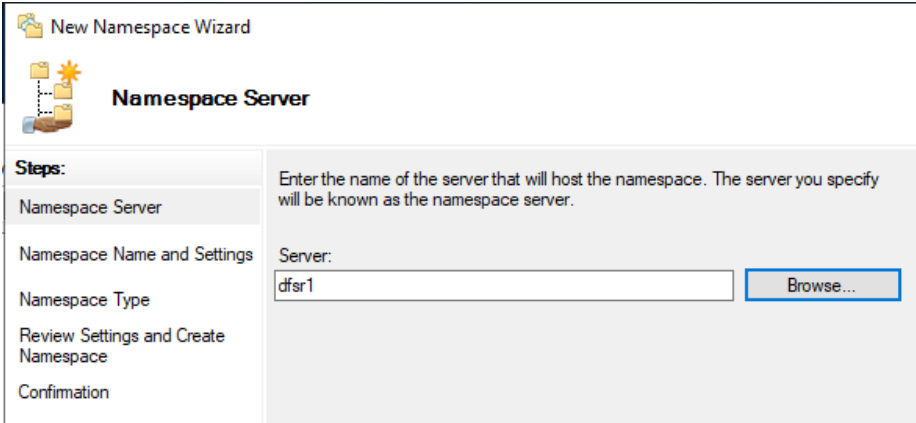 New Namespace Wizard
Namespace Server
Steps:
Namespace Server
Namespace Name and Settings
Namespace Type
Review Settings and Create
Namespace
Confirmation
Enter the name of the server that will host the namespace. The server you specify
will be known as the namespace server.
Server:
dfsr1
Browse...